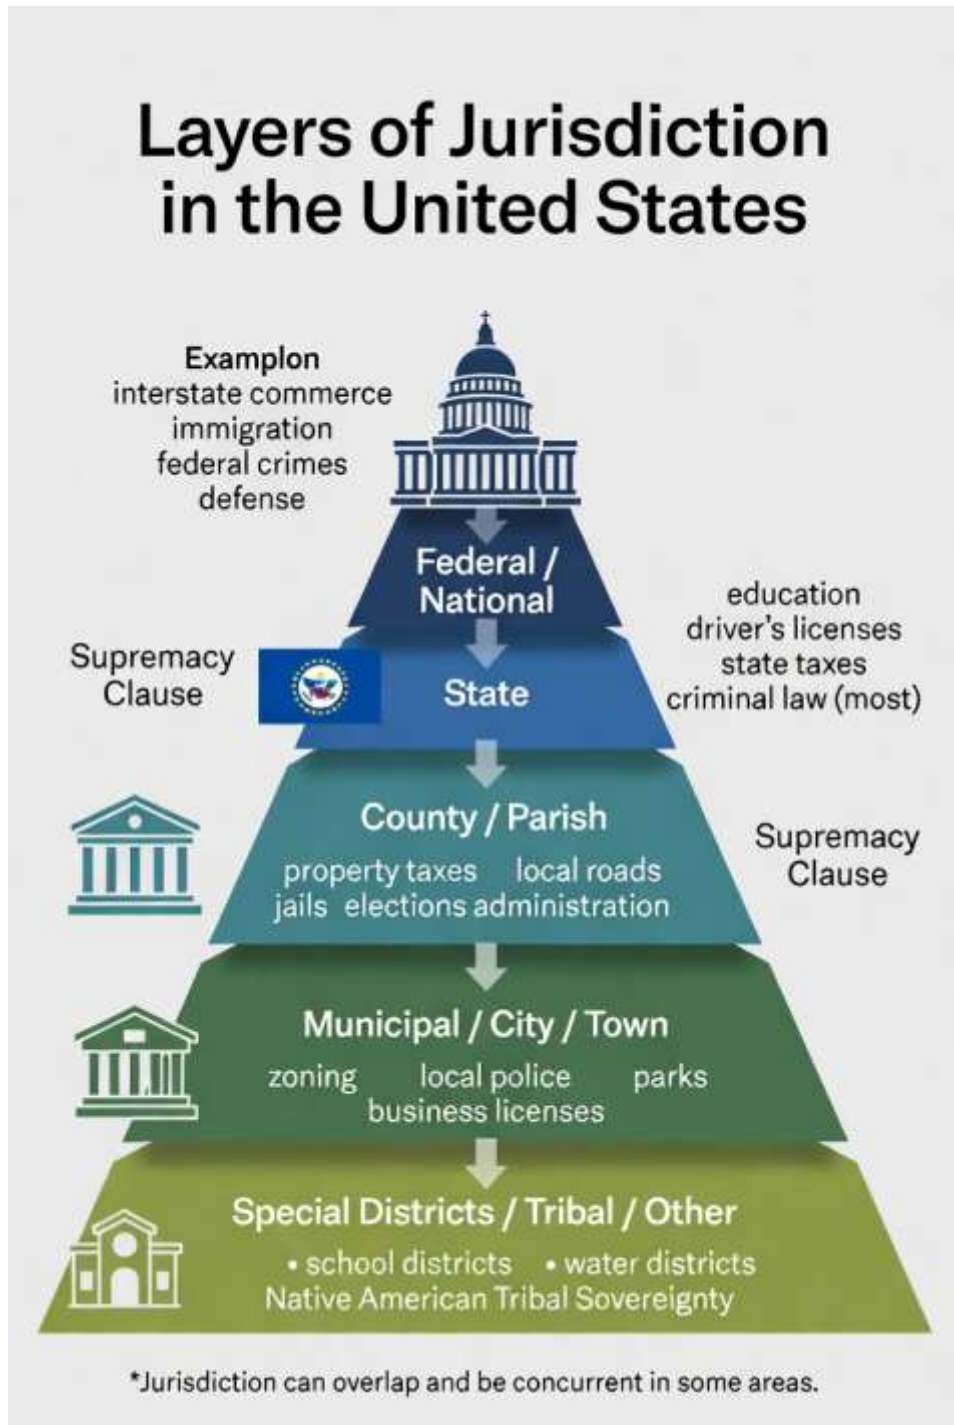 Layers of Jurisdiction
in the United States
Examplon
interstate commerce
immigration
federal crimes
defense
Federal /
National
education
driver's licenses
state taxes
criminal law (most)
Supremacy
Clause
State
County / Parish
property taxes local roads
jails elections administration
Supremacy
Clause
Municipal / City / Town
zoning local police parks
business licenses
Special Districts / Tribal / Other
• school districts • water districts
Native American Tribal Sovereignty
*Jurisdiction can overlap and be concurrent in some areas.